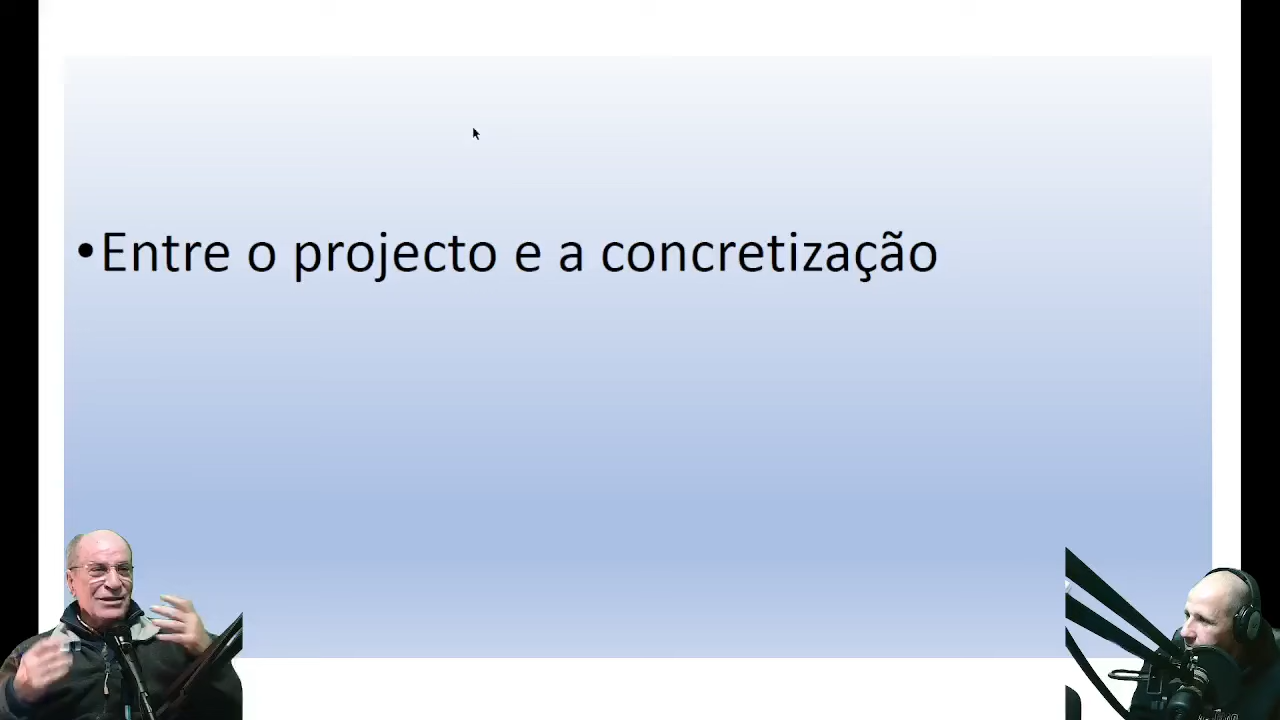 •Entre o projecto e a concretização